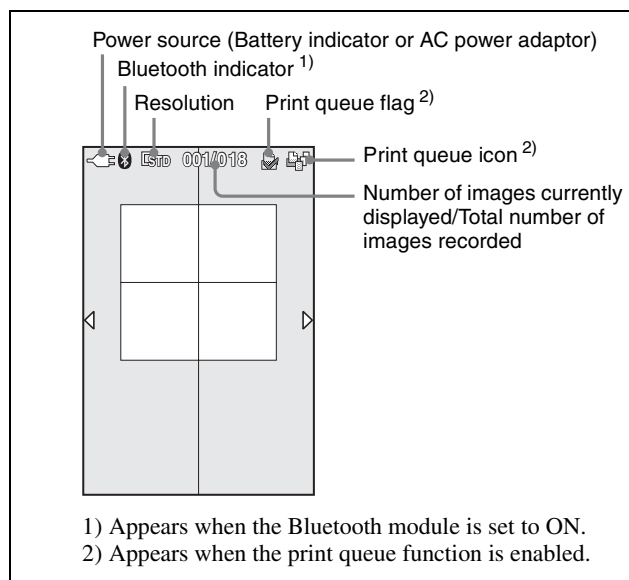 Power source (Battery indicator or AC power adaptor)
Bluetooth indicator 1)
Resolution
Print queue flag 2)
STD 001/018
Print queue icon 2)
Number of images currently
displayed/Total number of
images recorded
1) Appears when the Bluetooth module is set to ON.
2) Appears when the print queue function is enabled.